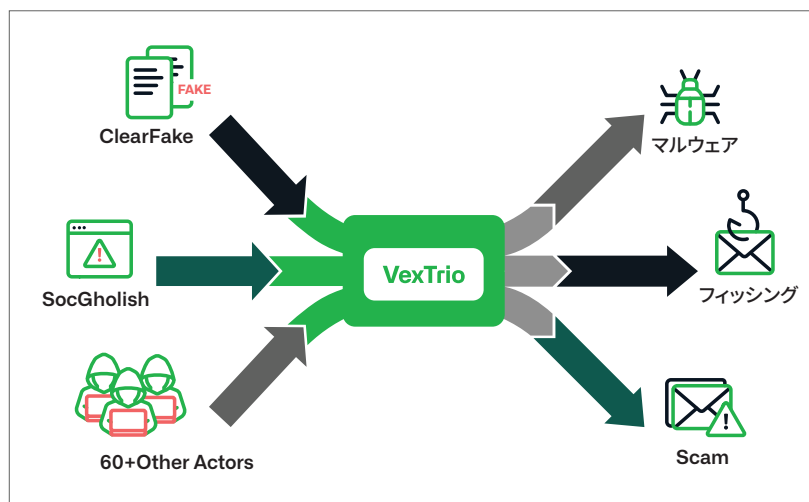 FAKE
ClearFake
SocGholish
60+Other Actors
VexTrio
マルウェア
フィッシング
Scam